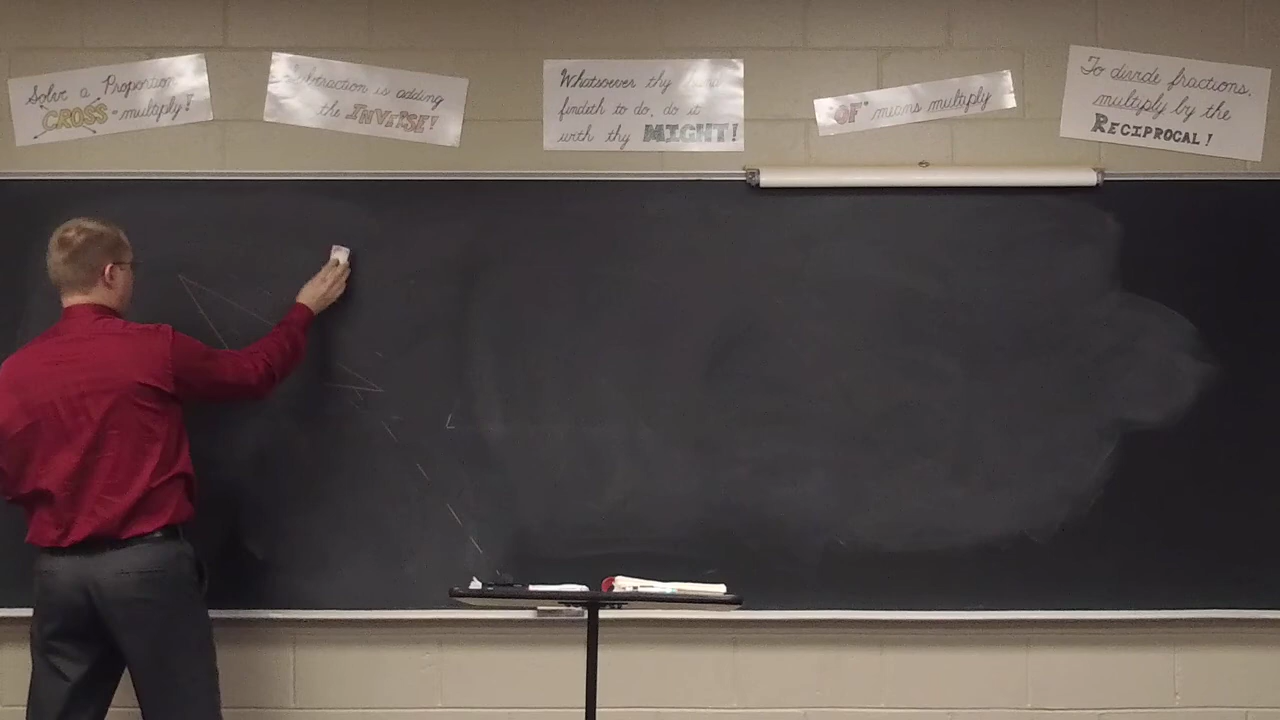 Solve a Proportion
CROSS-multiply!
Subtraction is adding
the INVERSE!
Whatsoever thy hand
findeth to do, do it
with thy MIGHT!
"OF" means multiply
To divide fractions,
multiply by the
RECIPROCAL!